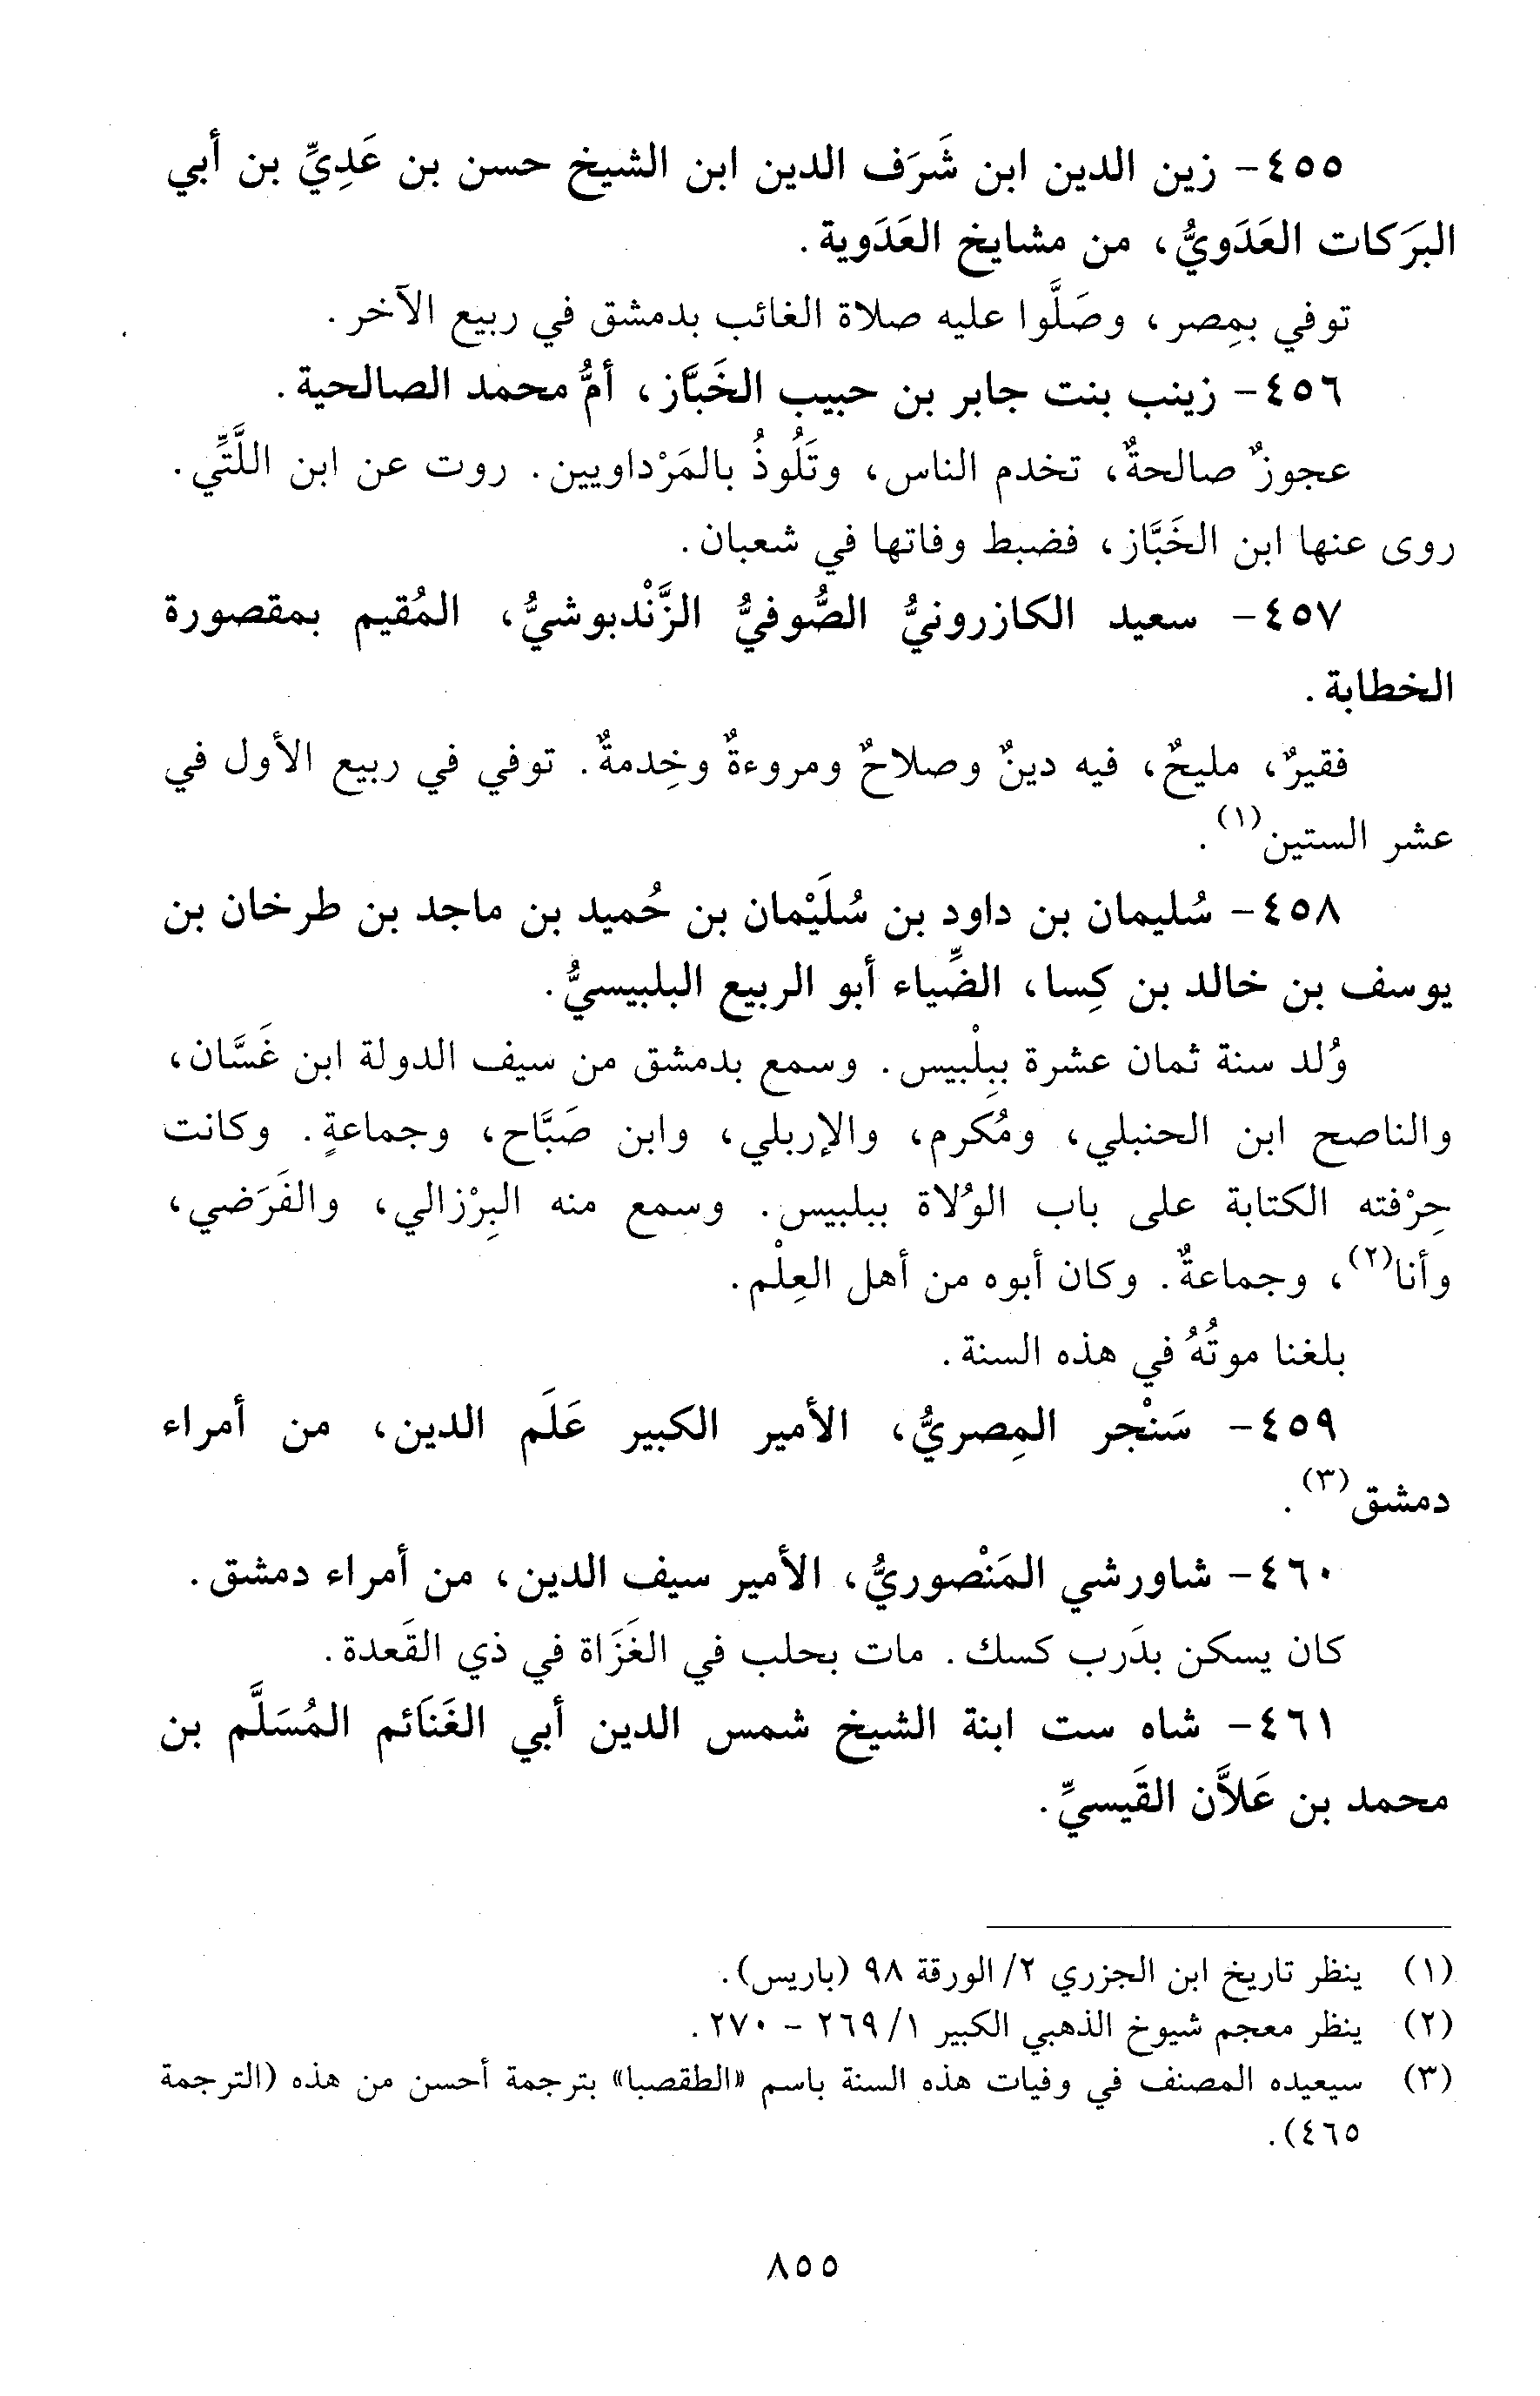 ٤٥٥- زين الدين ابن شَرَف الدين ابن الشيخ حسن بن عَدِيِّ بن أبي
البَرَكات العَدَويُّ، من مشايخ العَدَوية.
توفي بمِصر، وصَلَّوا عليه صلاة الغائب بدمشق في ربيع الآخر.
٤٥٦- زينب بنت جابر بن حبيب الخَبَّاز، أمُّ محمد الصالحية.
عجوزٌ صالحةٌ، تخدم الناس، وتَلُوذُ بالمَرْداويين. روت عن ابن اللَّتِّي.
روى عنها ابن الخَبَّاز، فضبط وفاتها في شعبان.
٤٥٧- سعيد الكازرونيُّ الصُّوفيُّ الزَّنْدبوشيُّ، المُقيم بمقصورة
الخطابة.
فقيرٌ، مليحٌ، فيه دينٌ وصلاحٌ ومروءةٌ وخِدمةٌ. توفي في ربيع الأول في
عشر الستين(١).
٤٥٨- سُليمان بن داود بن سُلَيْمان بن حُميد بن ماجد بن طرخان بن
يوسف بن خالد بن كِسا، الضِّياء أبو الربيع البلبيسيُّ.
وُلد سنة ثمان عشرة ببِلْبيس. وسمع بدمشق من سيف الدولة ابن غَسَّان،
والناصح ابن الحنبلي، ومُكرم، والإربلي، وابن صَبَّاح، وجماعةٍ. وكانت
حِرْفته الكتابة على باب الوُلاة ببلبيس. وسمع منه البِرْزالي، والفَرَضي،
وأنا(٢)، وجماعةٌ. وكان أبوه من أهل العِلْم.
بلغنا موتُهُ في هذه السنة.
٤٥٩- سَنْجر المِصريُّ، الأمير الكبير عَلَم الدين، من أمراء
دمشق(٣).
٤٦٠- شاورشي المَنْصوريُّ، الأمير سيف الدين، من أمراء دمشق.
كان يسكن بدَرب كسك. مات بحلب في الغَزَاة في ذي القَعدة.
٤٦١- شاه ست ابنة الشيخ شمس الدين أبي الغَنَائم المُسَلَّم بن
محمد بن عَلاَّن القَيسيِّ.
(١) ينظر تاريخ ابن الجزري ٢/ الورقة ٩٨ (باريس).
(٢) ينظر معجم شيوخ الذهبي الكبير ١/ ٢٦٩ - ٢٧٠.
(٣) سيعيده المصنف في وفيات هذه السنة باسم «الطقصبا» بترجمة أحسن من هذه (الترجمة
٤٦٥).
٨٥٥